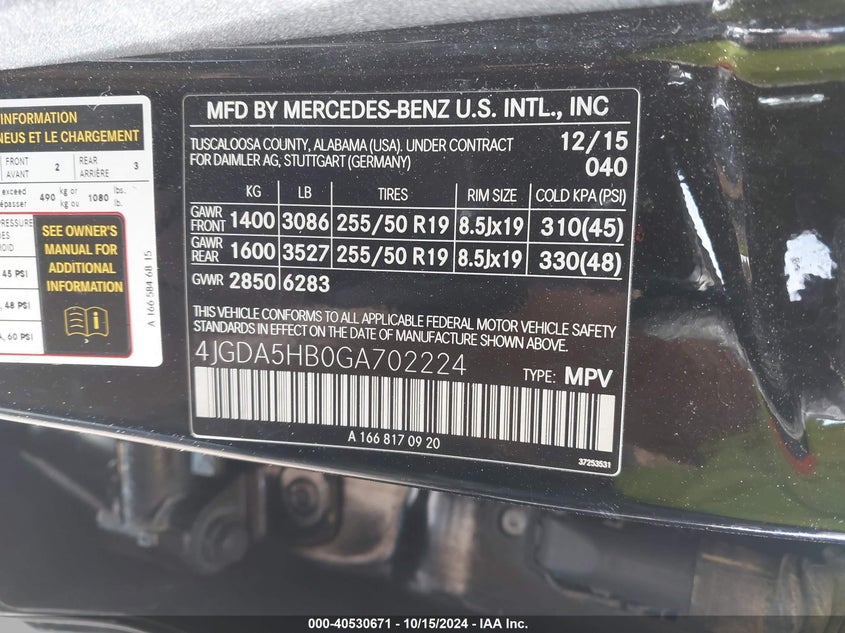 INFORMATION
NEUS ET LE CHARGEMENT
FRONT 2 REAR 3
AVANT ARRIÈRE
exceed 490 kg or 1080 lbs.
épasser kg ou lb.
PRESSURE
45 PSI
48 PSI
60 PSI
SEE OWNER'S
MANUAL FOR
ADDITIONAL
INFORMATION
A 166 584 68 15
MFD BY MERCEDES-BENZ U.S. INTL., INC
TUSCALOOSA COUNTY, ALABAMA (USA). UNDER CONTRACT 12/15
FOR DAIMLER AG, STUTTGART (GERMANY) 040
KG LB TIRES RIM SIZE COLD KPA (PSI)
GAWR FRONT 1400 3086 255/50 R19 8.5Jx19 310(45)
GAWR REAR 1600 3527 255/50 R19 8.5Jx19 330(48)
GVWR 2850 6283
THIS VEHICLE CONFORMS TO ALL APPLICABLE FEDERAL MOTOR VEHICLE SAFETY
STANDARDS IN EFFECT ON THE DATE OF MANUFACTURE SHOWN ABOVE.
4JGDA5HB0GA702224 TYPE: MPV
A 166 817 09 20
37253531
000-40530671 - 10/15/2024 - IAA Inc.